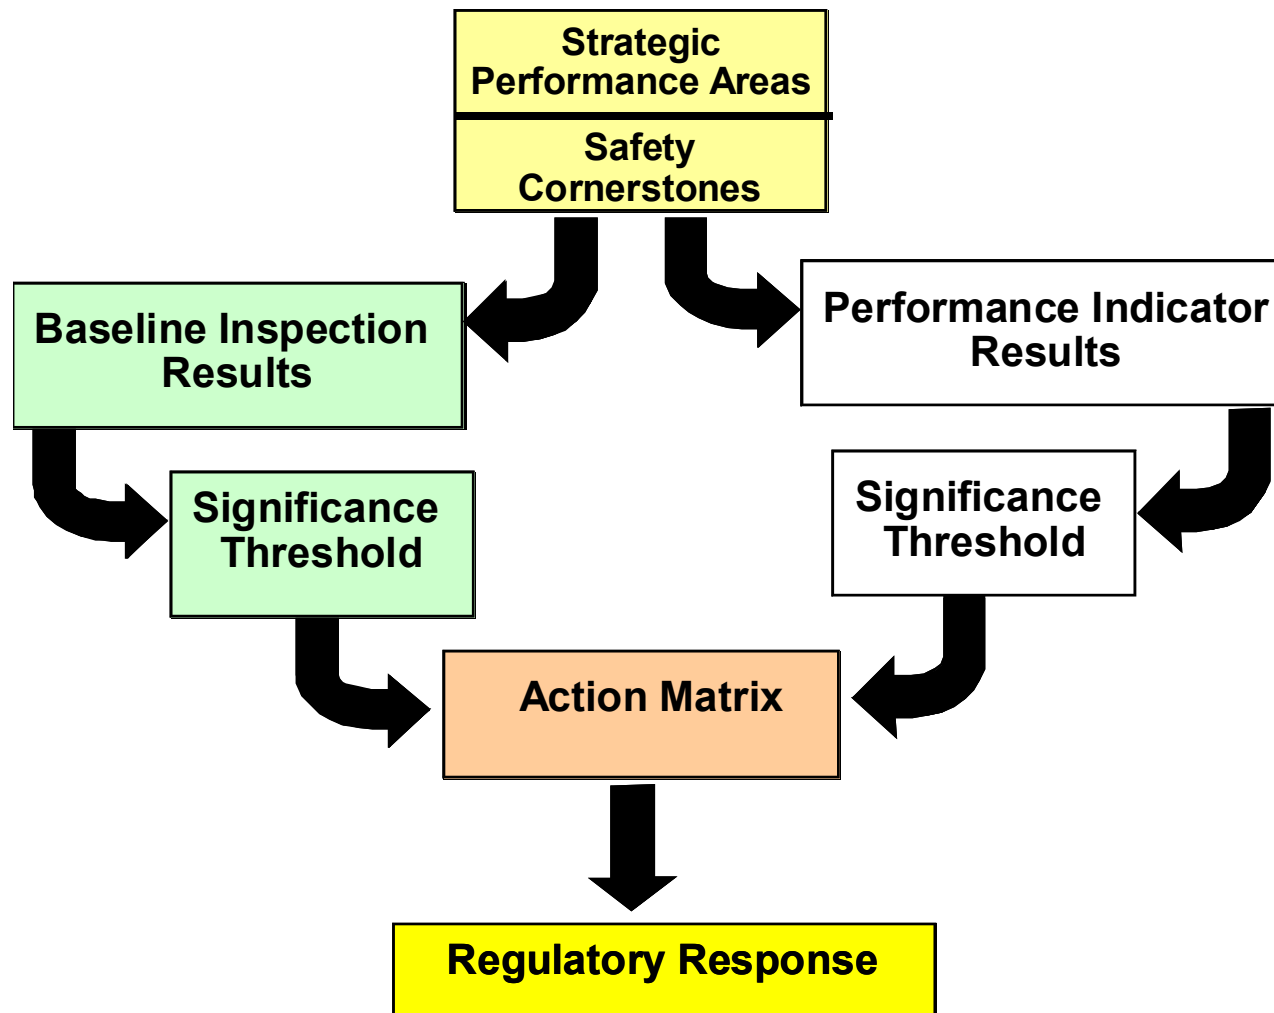 Strategic
Performance Areas
Safety
Cornerstones
Baseline Inspection
Results
Performance Indicator
Results
Significance
Threshold
Significance
Threshold
Action Matrix
Regulatory Response